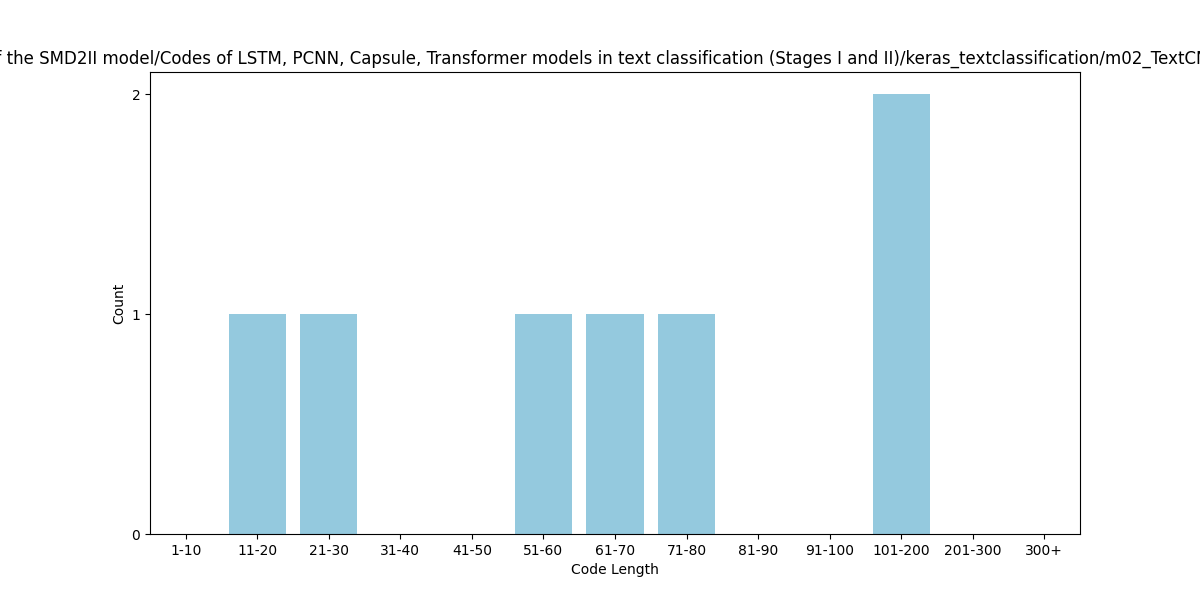 the SMD2II model/Codes of LSTM, PCNN, Capsule, Transformer models in text classification (Stages I and II)/keras_textclassification/m02_TextC
Count
2
1
0
1-10 11-20 21-30 31-40 41-50 51-60 61-70 71-80 81-90 91-100 101-200 201-300 300+
Code Length